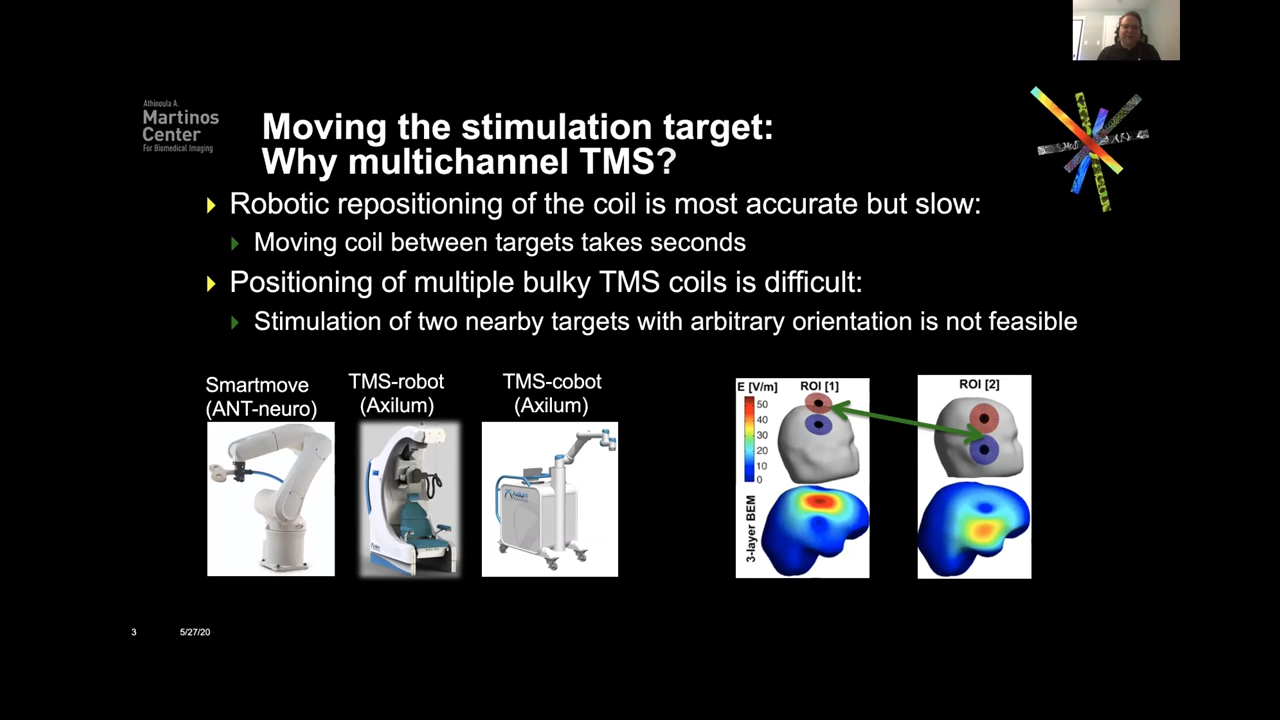 Athinoula A.
Martinos
Center
For Biomedical Imaging
Moving the stimulation target:
Why multichannel TMS?
Robotic repositioning of the coil is most accurate but slow:
Moving coil between targets takes seconds
Positioning of multiple bulky TMS coils is difficult:
Stimulation of two nearby targets with arbitrary orientation is not feasible
Smartmove
(ANT-neuro)
TMS-robot
(Axilum)
TMS-cobot
(Axilum)
E [V/m]
ROI [1]
ROI [2]
50
40
30
20
10
0
3-layer BEM
Axilum
3
5/27/20